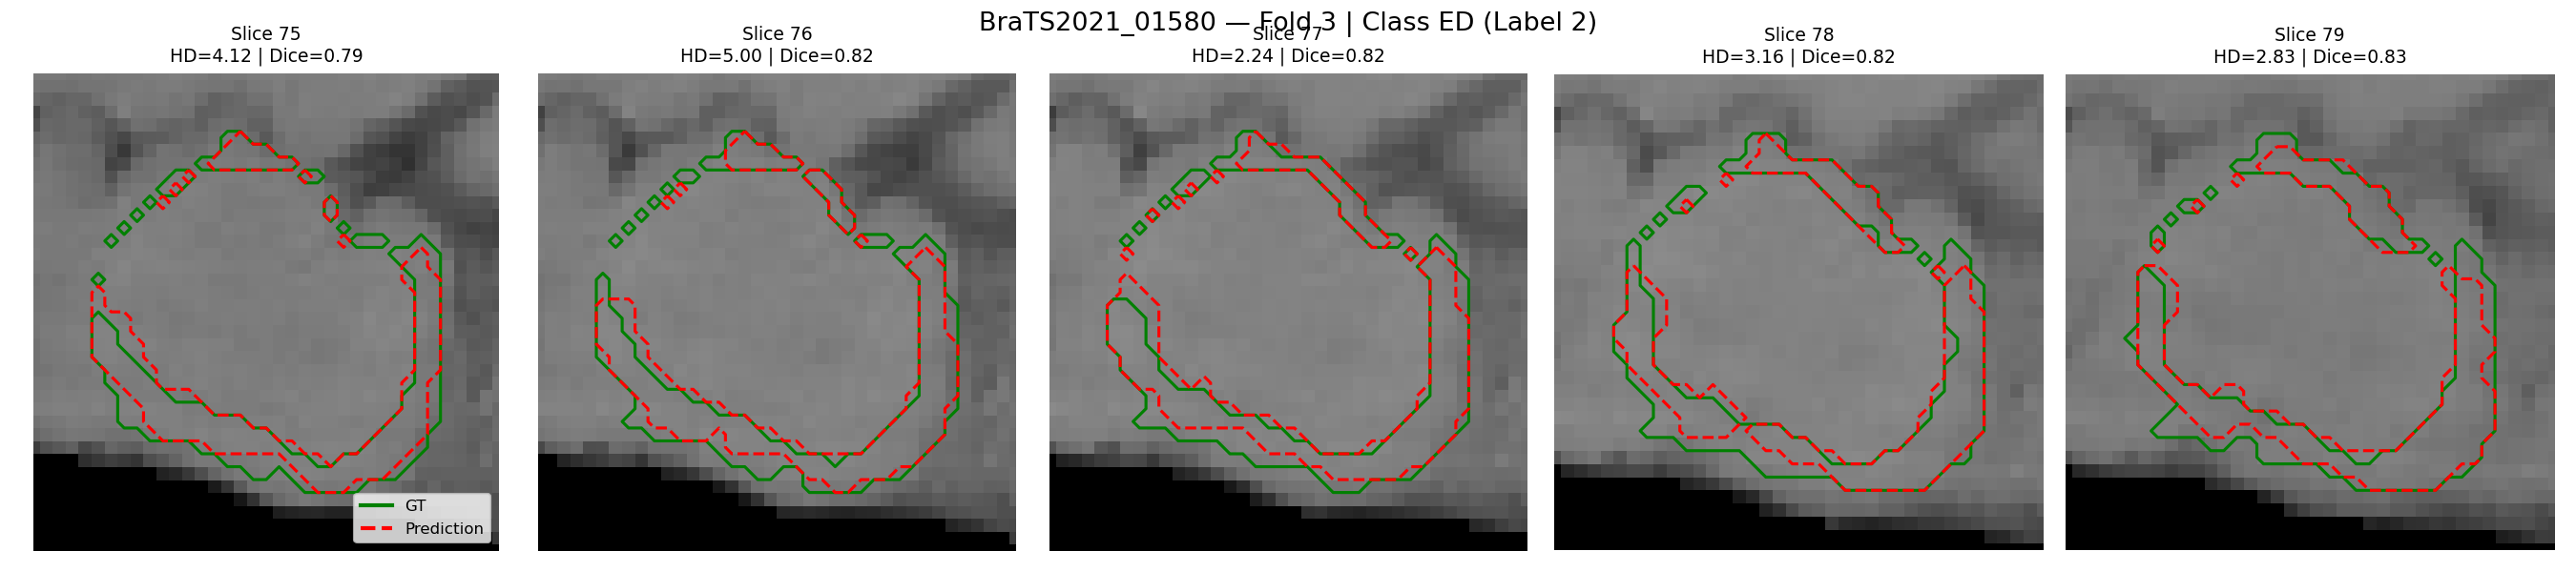 BraTS2021_01580 — Fold 3 | Class ED (Label 2)
Slice 75
HD=4.12 | Dice=0.79
Slice 76
HD=5.00 | Dice=0.82
Slice 77
HD=2.24 | Dice=0.82
Slice 78
HD=3.16 | Dice=0.82
Slice 79
HD=2.83 | Dice=0.83
GT
Prediction